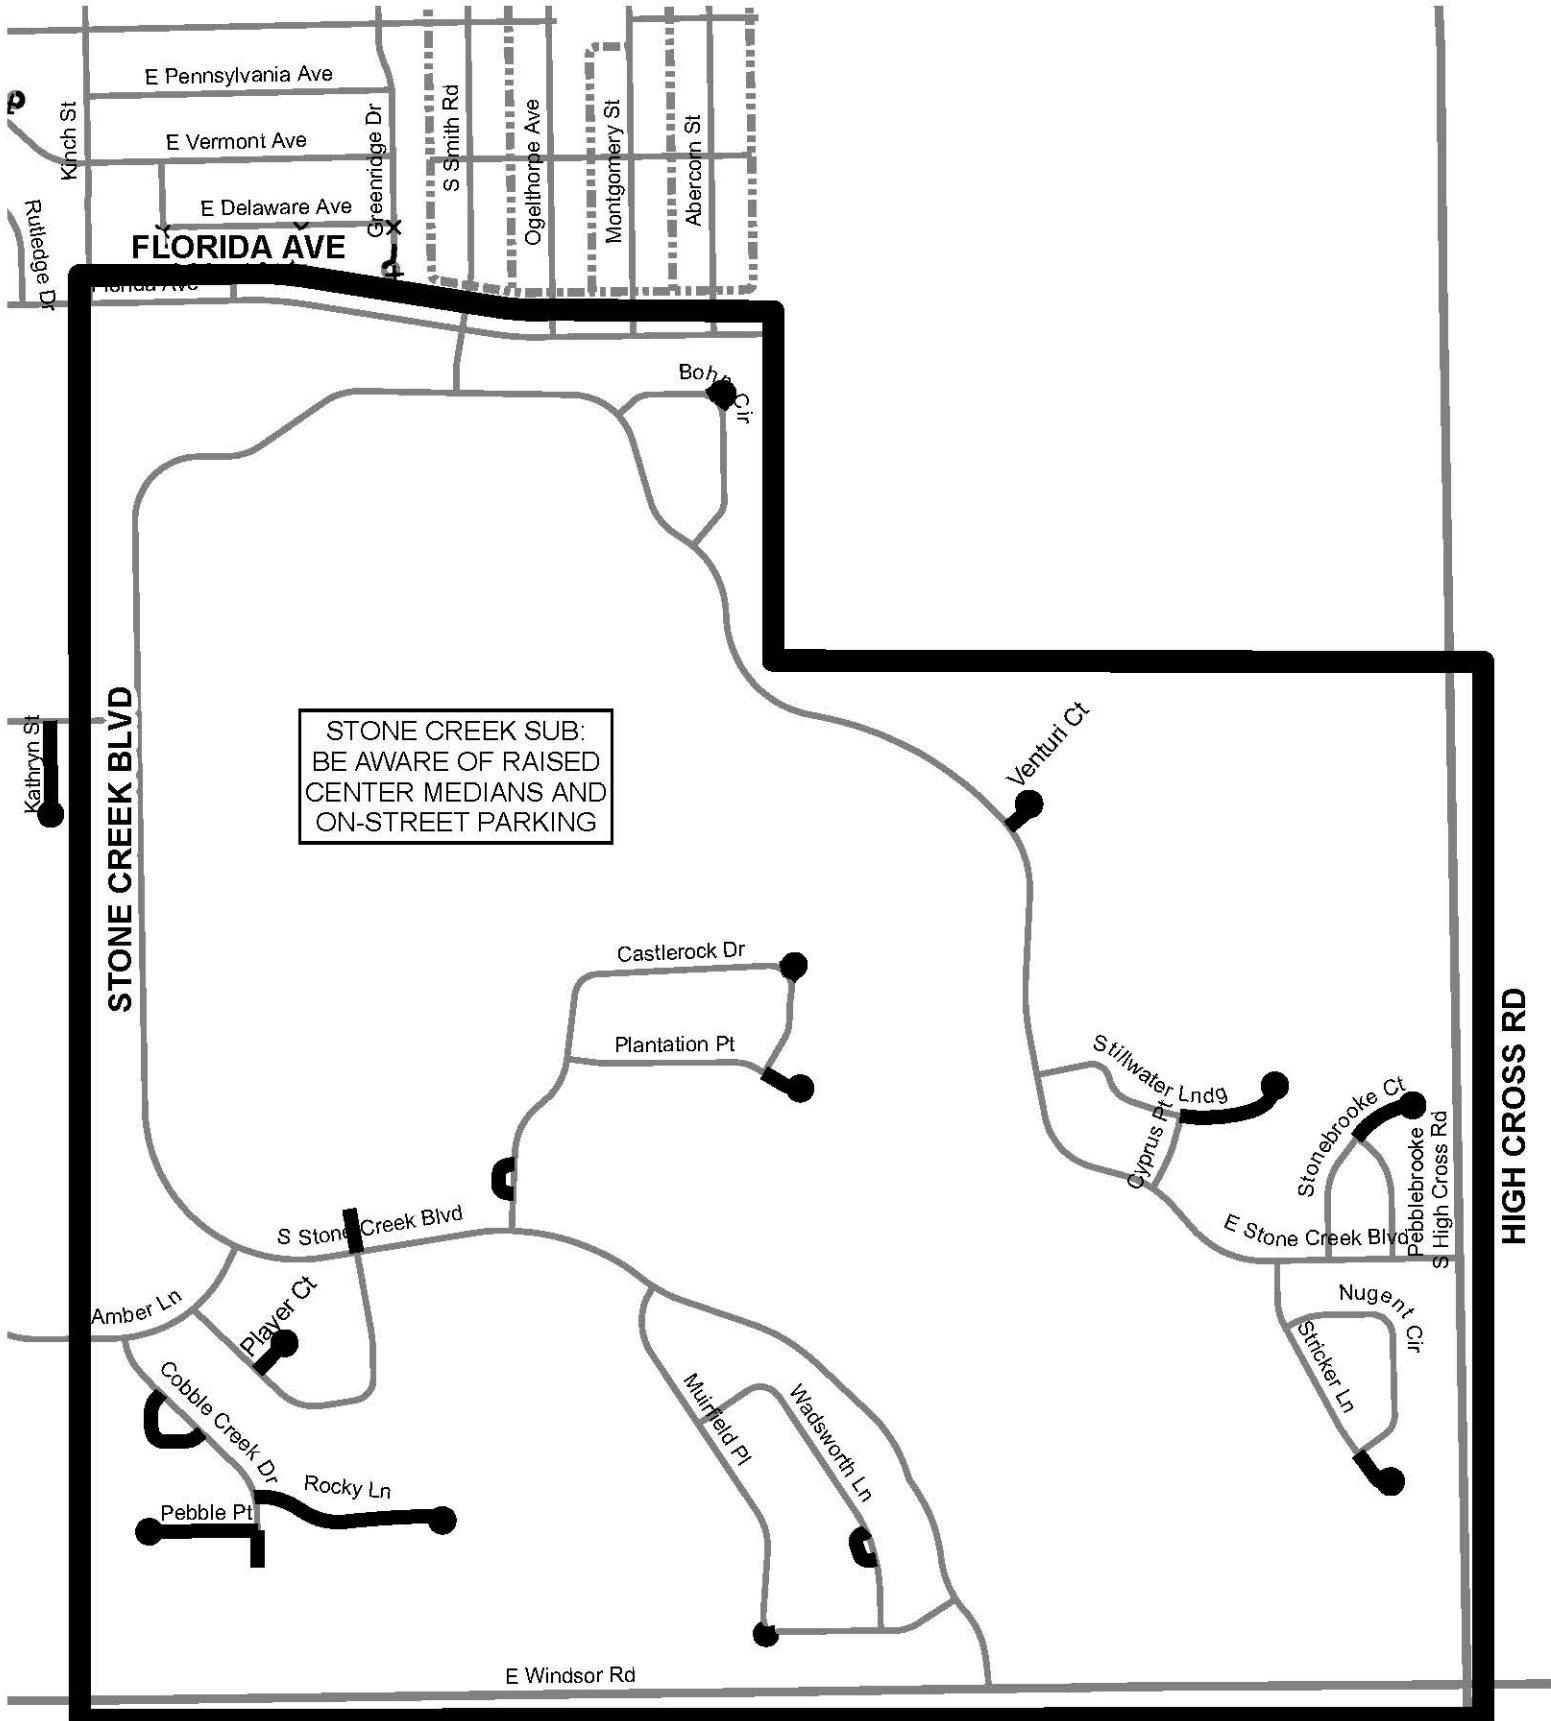 E Pennsylvania Ave
Kinch St
E Vermont Ave
Greenridge Dr
S Smith Rd
Ogelthorpe Ave
Montgomery St
Abercorn St
E Delaware Ave
Rutledge Dr
FLORIDA AVE
Florida Ave
Bohn Cir
STONE CREEK BLVD
Kathryn St
STONE CREEK SUB:
BE AWARE OF RAISED
CENTER MEDIANS AND
ON-STREET PARKING
Venturi Ct
Castlerock Dr
Plantation Pt
Stillwater Lndg
Cyprus Pt
Stonebrooke Ct
Pebblebrooke
S High Cross Rd
HIGH CROSS RD
S Stone Creek Blvd
E Stone Creek Blvd
Amber Ln
Player Ct
Nugent Cir
Stricker Ln
Cobble Creek Dr
Muirfield Pl
Wadsworth Ln
Rocky Ln
Pebble Pt
E Windsor Rd